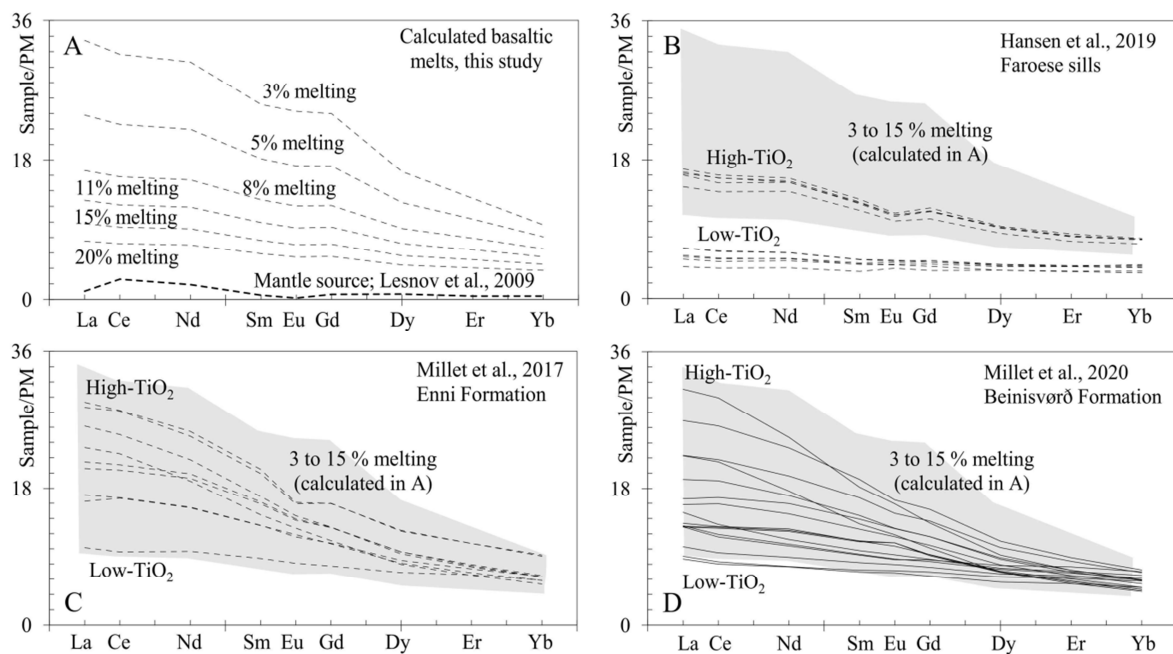 36
A
Calculated basaltic
melts, this study
Sample/PM
3% melting
18
5% melting
11% melting
8% melting
15% melting
20% melting
Mantle source; Lesnov et al., 2009
0
La Ce Nd Sm Eu Gd Dy Er Yb
36
B
Hansen et al., 2019
Faroese sills
Sample/PM
3 to 15 % melting
(calculated in A)
18
High-TiO2
Low-TiO2
0
La Ce Nd Sm Eu Gd Dy Er Yb
36
High-TiO2
Millet et al., 2017
Enni Formation
Sample/PM
3 to 15 % melting
(calculated in A)
18
Low-TiO2
C
0
La Ce Nd Sm Eu Gd Dy Er Yb
36
High-TiO2
Millet et al., 2020
Beinisvørð Formation
Sample/PM
3 to 15 % melting
(calculated in A)
18
Low-TiO2
D
0
La Ce Nd Sm Eu Gd Dy Er Yb